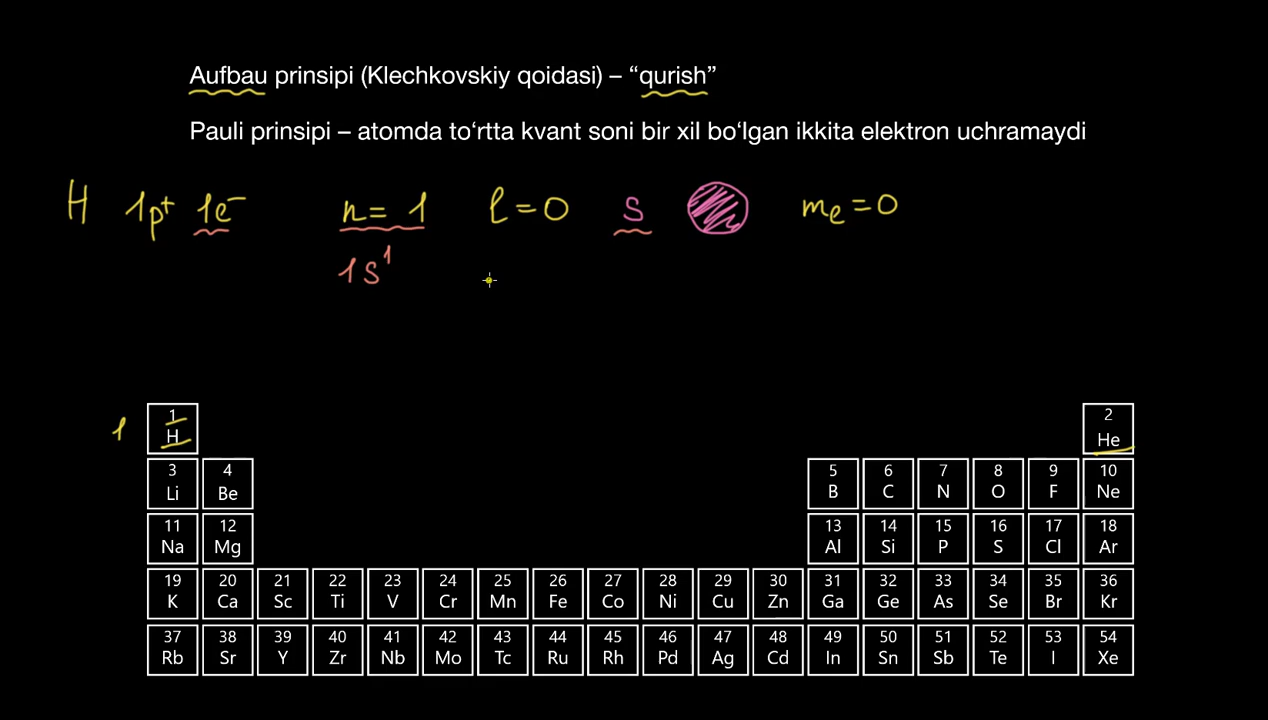 Aufbau prinsipi (Klechkovskiy qoidasi) – “qurish”
Pauli prinsipi – atomda to‘rtta kvant soni bir xil bo‘lgan ikkita elektron uchramaydi
H 1p⁺ 1e⁻ n= 1 l=0 s mₑ=0
1s¹
1 2
1 H He
3 4 5 6 7 8 9 10
Li Be B C N O F Ne
11 12 13 14 15 16 17 18
Na Mg Al Si P S Cl Ar
19 20 21 22 23 24 25 26 27 28 29 30 31 32 33 34 35 36
K Ca Sc Ti V Cr Mn Fe Co Ni Cu Zn Ga Ge As Se Br Kr
37 38 39 40 41 42 43 44 45 46 47 48 49 50 51 52 53 54
Rb Sr Y Zr Nb Mo Tc Ru Rh Pd Ag Cd In Sn Sb Te I Xe